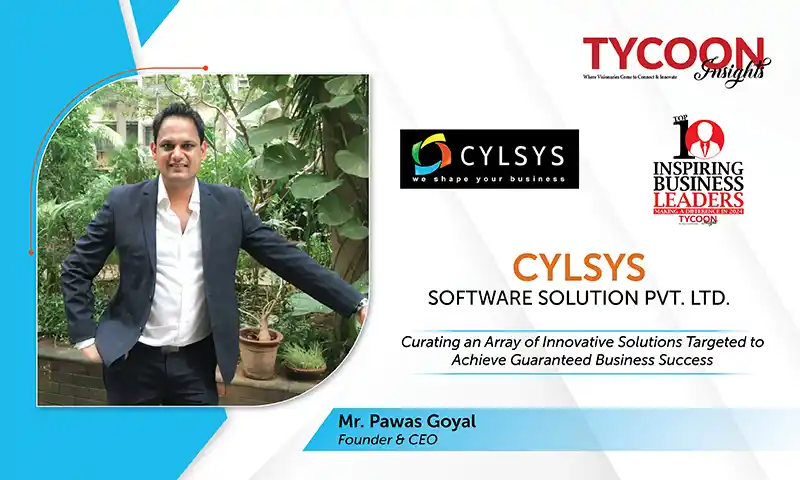 TYCOON
Insights
Where Visionaries Come to Connect & Innovate
CYLSYS
we shape your business
TOP
10
INSPIRING
BUSINESS
LEADERS
MAKING A DIFFERENCE IN 2024
TYCOON
Insights
CYLSYS
SOFTWARE SOLUTION PVT. LTD.
Curating an Array of Innovative Solutions Targeted to
Achieve Guaranteed Business Success
Mr. Pawas Goyal
Founder & CEO